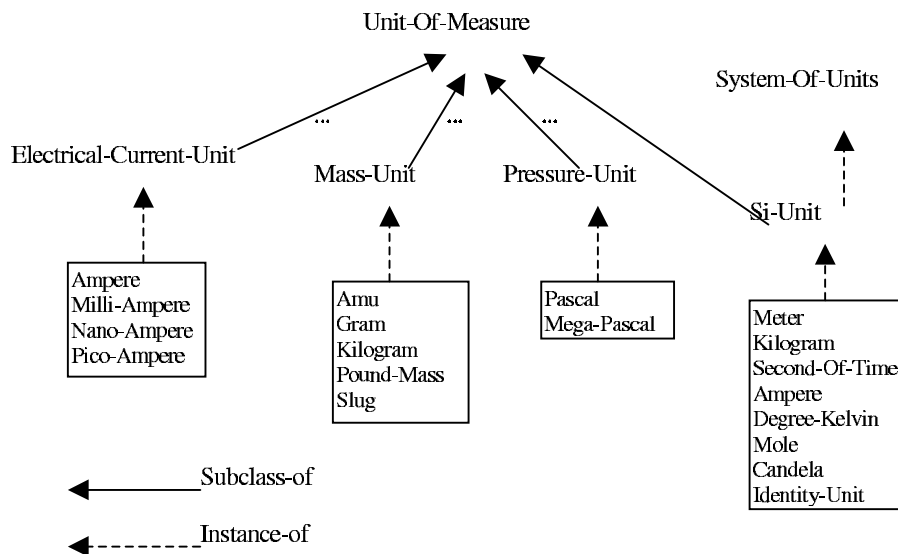 Unit-Of-Measure
System-Of-Units
...
...
...
Electrical-Current-Unit
Mass-Unit
Pressure-Unit
Si-Unit
Ampere
Milli-Ampere
Nano-Ampere
Pico-Ampere
Amu
Gram
Kilogram
Pound-Mass
Slug
Pascal
Mega-Pascal
Meter
Kilogram
Second-Of-Time
Ampere
Degree-Kelvin
Mole
Candela
Identity-Unit
Subclass-of
Instance-of